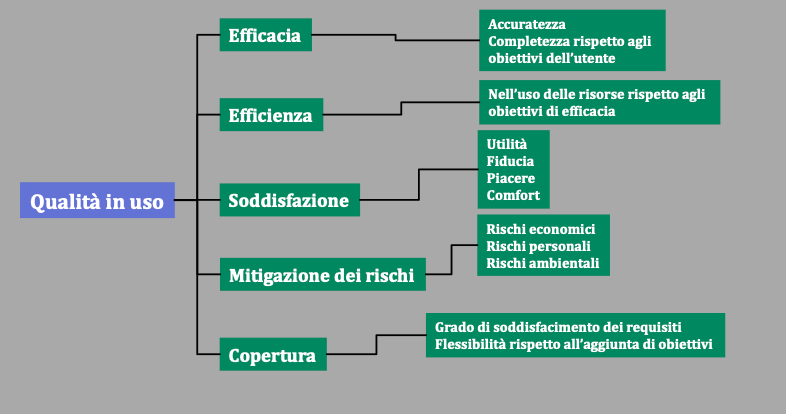 Qualità in uso
Efficacia
Accuratezza
Completezza rispetto agli
obiettivi dell'utente
Efficienza
Nell'uso delle risorse rispetto agli
obiettivi di efficacia
Soddisfazione
Utilità
Fiducia
Piacere
Comfort
Mitigazione dei rischi
Rischi economici
Rischi personali
Rischi ambientali
Copertura
Grado di soddisfacimento dei requisiti
Flessibilità rispetto all'aggiunta di obiettivi